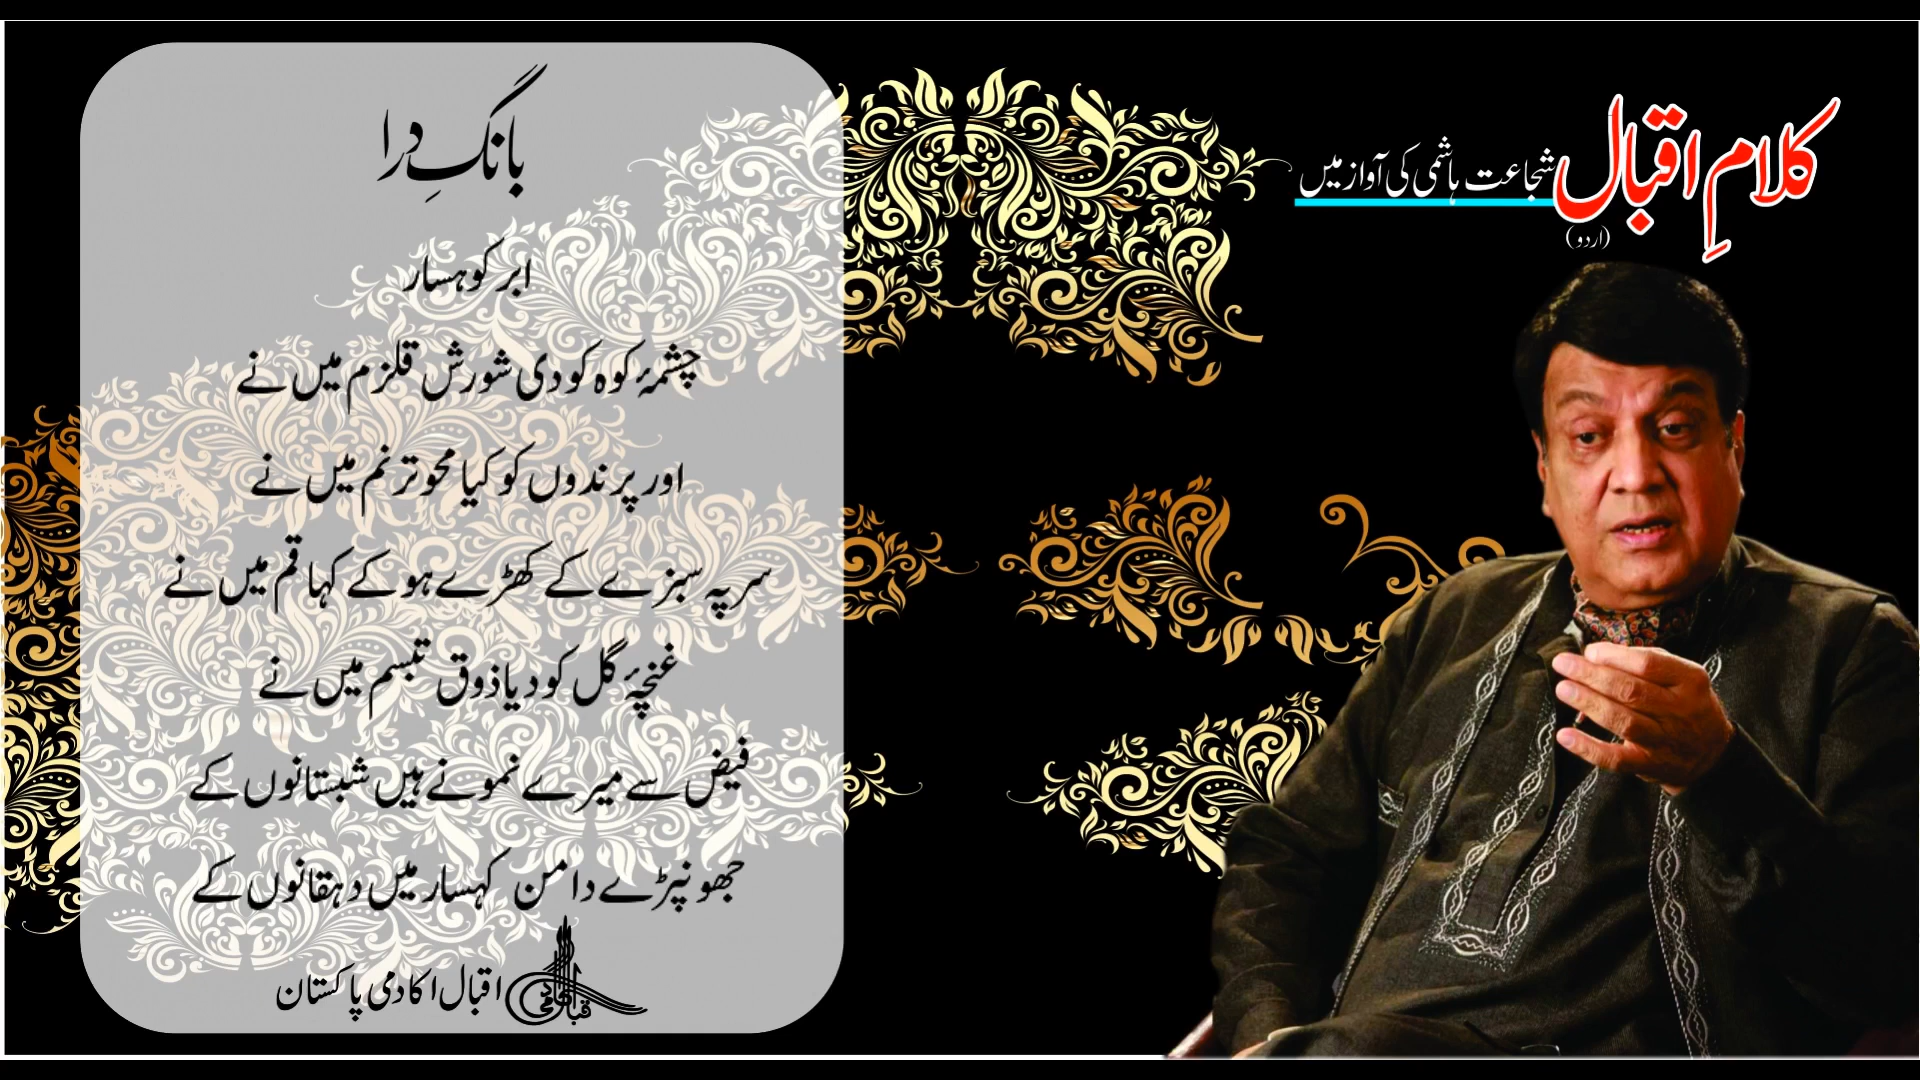 کلامِ اقبال شجاعت ہاشمی کی آواز میں
(اردو)
بانگِ درا
ابر کوہسار
چشمۂ کوہ کو دی شورش قلزم میں نے
اور پرندوں کو کیا محو ترنم میں نے
سر پہ سبزے کے کھڑے ہو کے کہا قم میں نے
غنچۂ گل کو دیا ذوق تبسم میں نے
فیض سے میرے نمونے ہیں شبستانوں کے
جھونپڑے دامن کہسار میں دہقانوں کے
اقبال اکادمی پاکستان